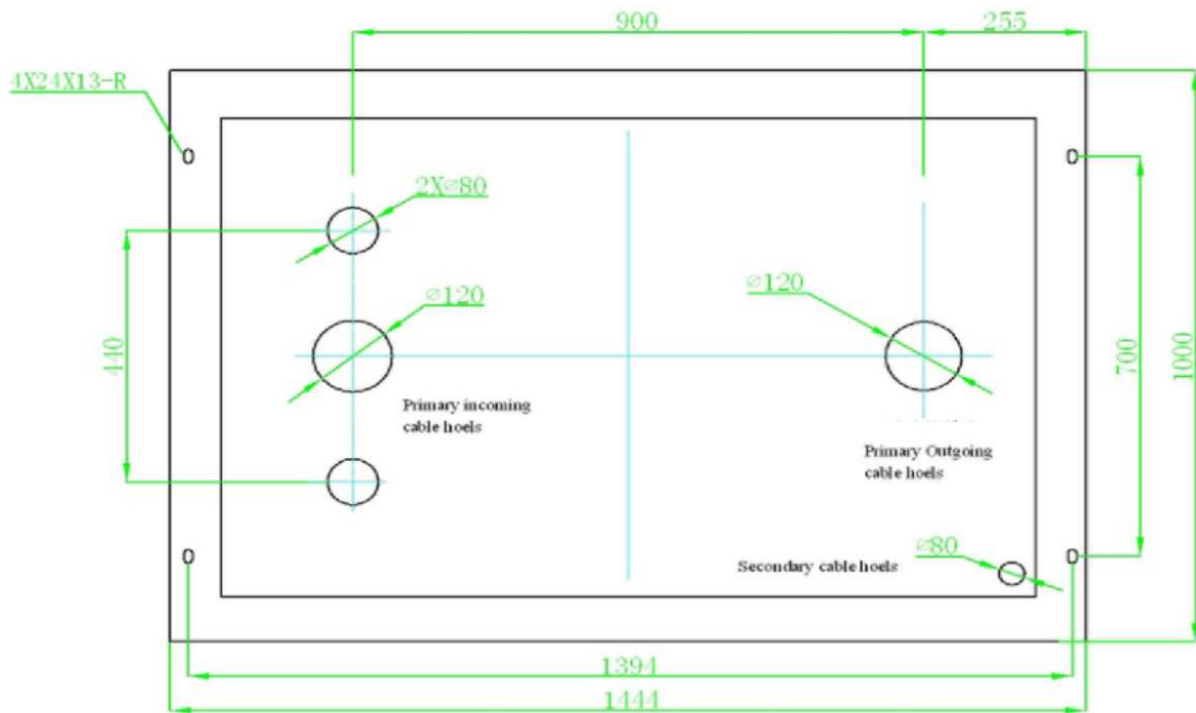 900
255
4X24X13-R
2X⌀80
⌀120
⌀120
440
700
1000
Primary incoming
cable hoels
Primary Outgoing
cable hoels
⌀80
Secondary cable hoels
1394
1444